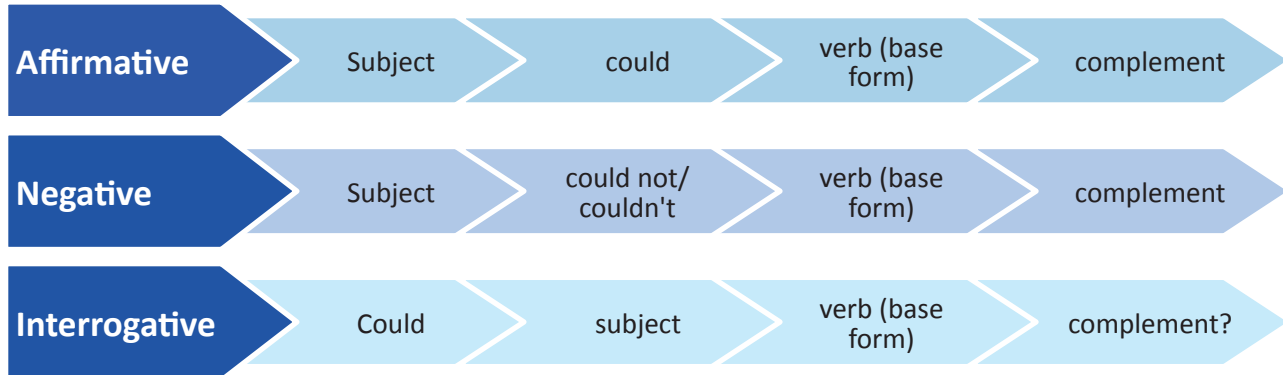 Affirmative
Subject
could
verb (base
form)
complement
Negative
Subject
could not/
couldn't
verb (base
form)
complement
Interrogative
Could
subject
verb (base
form)
complement?